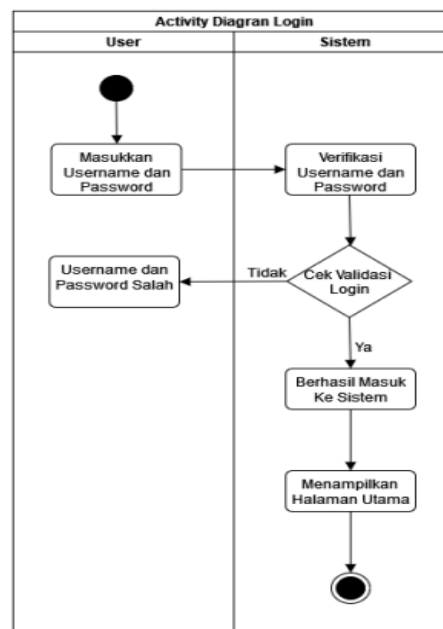 Activity Diagran Login
User
Sistem
Masukkan
Username dan
Password
Verifikasi
Username dan
Password
Username dan
Password Salah
Tidak
Cek Validasi
Login
Ya
Berhasil Masuk
Ke Sistem
Menampilkan
Halaman Utama